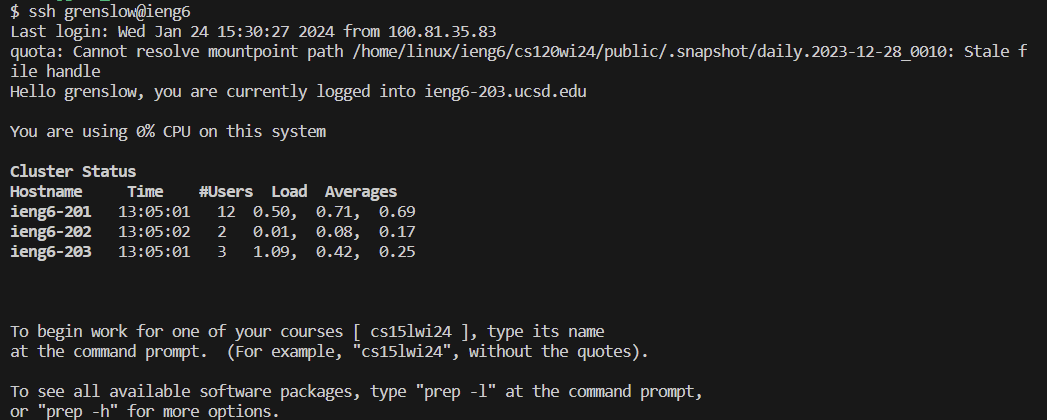 $ ssh grenslow@ieng6
Last login: Wed Jan 24 15:30:27 2024 from 100.81.35.83
quota: Cannot resolve mountpoint path /home/linux/ieng6/cs120wi24/public/.snapshot/daily.2023-12-28_0010: Stale f
ile handle
Hello grenslow, you are currently logged into ieng6-203.ucsd.edu
You are using 0% CPU on this system
Cluster Status
Hostname     Time    #Users  Load  Averages
ieng6-201   13:05:01   12  0.50,  0.71,  0.69
ieng6-202   13:05:02   2   0.01,  0.08,  0.17
ieng6-203   13:05:01   3   1.09,  0.42,  0.25
To begin work for one of your courses [ cs15lwi24 ], type its name
at the command prompt.  (For example, "cs15lwi24", without the quotes).
To see all available software packages, type "prep -l" at the command prompt,
or "prep -h" for more options.